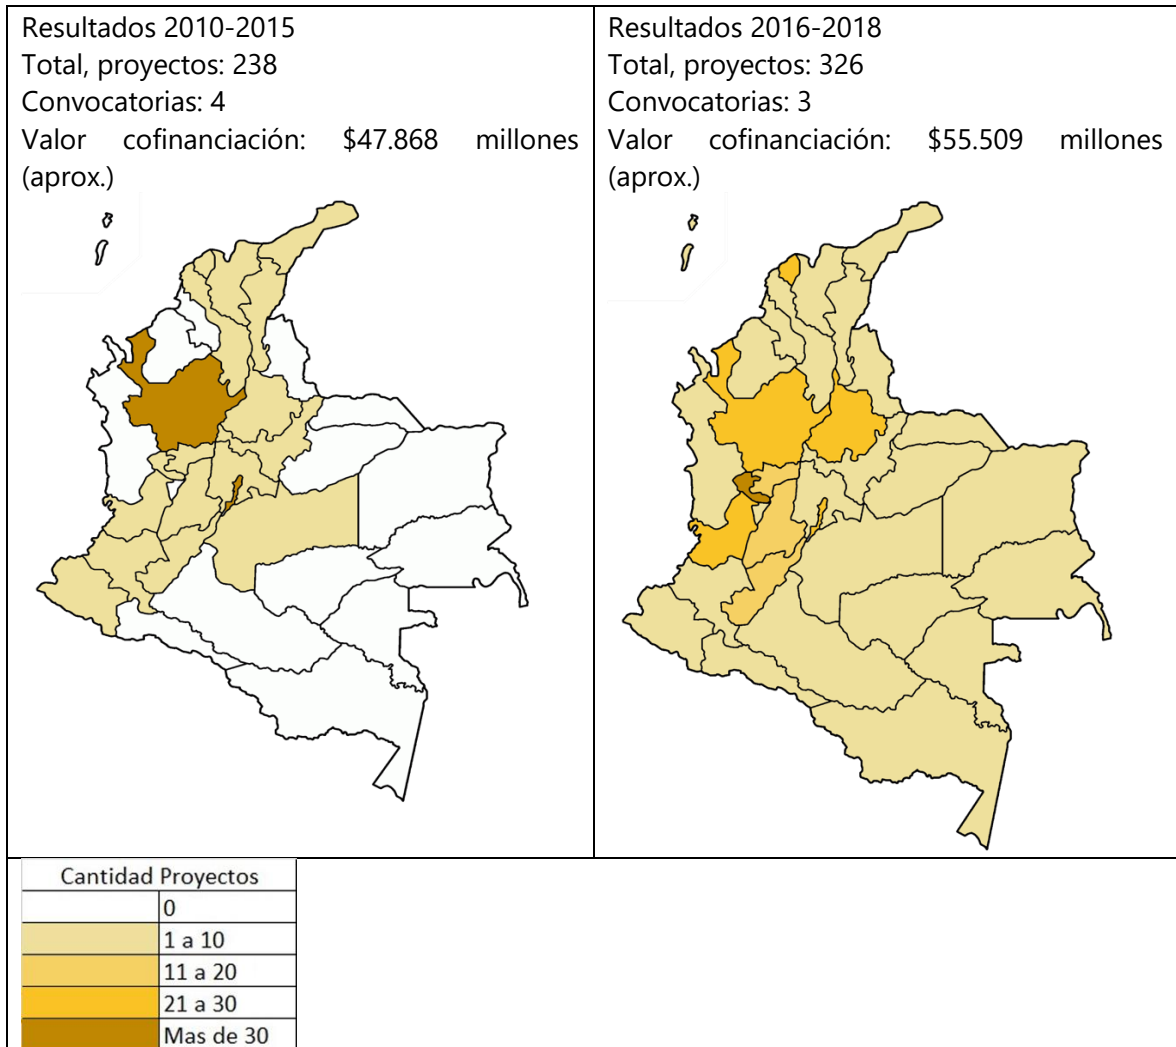 Resultados 2010-2015
Total, proyectos: 238
Convocatorias: 4
Valor cofinanciación: $47.868 millones
(aprox.)
Resultados 2016-2018
Total, proyectos: 326
Convocatorias: 3
Valor cofinanciación: $55.509 millones
(aprox.)
Cantidad Proyectos
0
1 a 10
11 a 20
21 a 30
Mas de 30